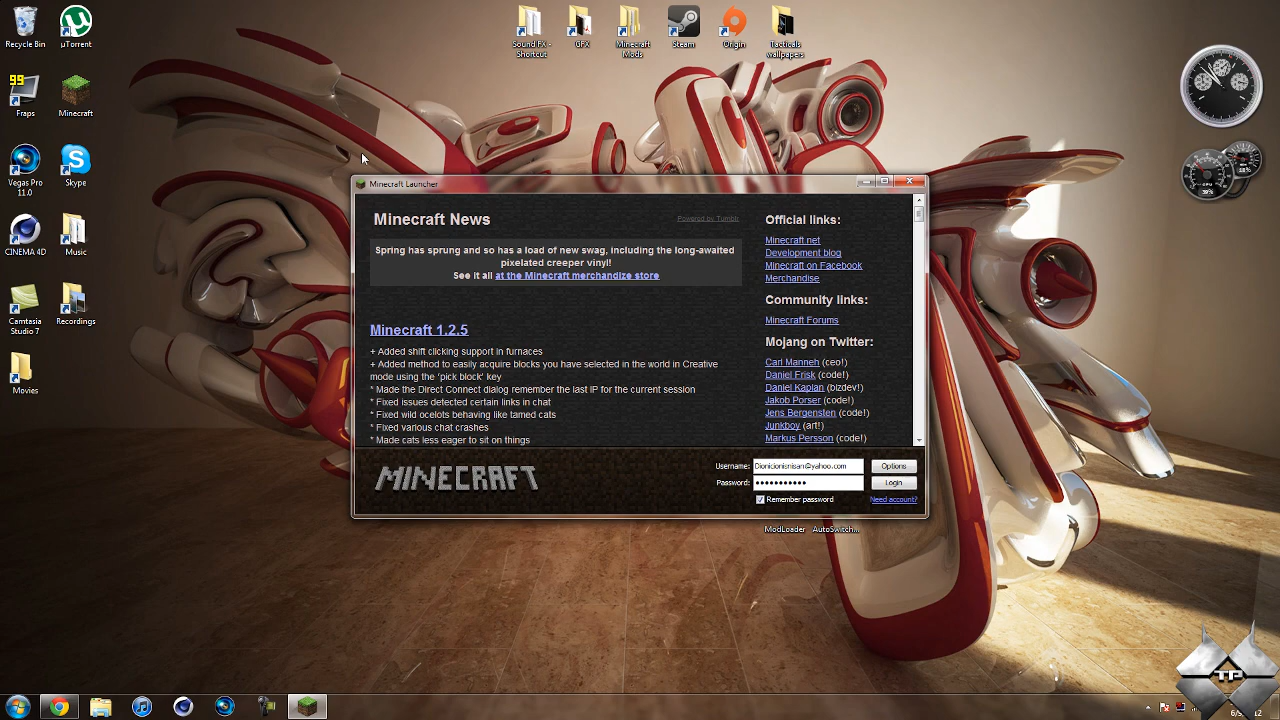 Recycle Bin
µTorrent
Sound FX - Shortcut
GFX
Minecraft Mods
Steam
Origin
Tacticals wallpapers
99
Fraps
Minecraft
Vegas Pro 11.0
Skype
CINEMA 4D
Music
Camtasia Studio 7
Recordings
Movies
Minecraft Launcher
Minecraft News
Powered by Tumblr
Spring has sprung and so has a load of new swag, including the long-awaited
pixelated creeper vinyl!
See it all at the Minecraft merchandize store
Minecraft 1.2.5
+ Added shift clicking support in furnaces
+ Added method to easily acquire blocks you have selected in the world in Creative
mode using the 'pick block' key
* Made the Direct Connect dialog remember the last IP for the current session
* Fixed issues detected certain links in chat
* Fixed wild ocelots behaving like tamed cats
* Fixed various chat crashes
* Made cats less eager to sit on things
Official links:
Minecraft.net
Development blog
Minecraft on Facebook
Merchandise
Community links:
Minecraft Forums
Mojang on Twitter:
Carl Manneh (ceo!)
Daniel Frisk (code!)
Daniel Kaplan (bizdev!)
Jakob Porser (code!)
Jens Bergensten (code!)
Junkboy (art!)
Markus Persson (code!)
MINECRAFT
Username: Dionicionisnisan@yahoo.com
Options
Password: •••••••••••
Login
Remember password
Need account?
ModLoader
AutoSwitch...
CPU
TP